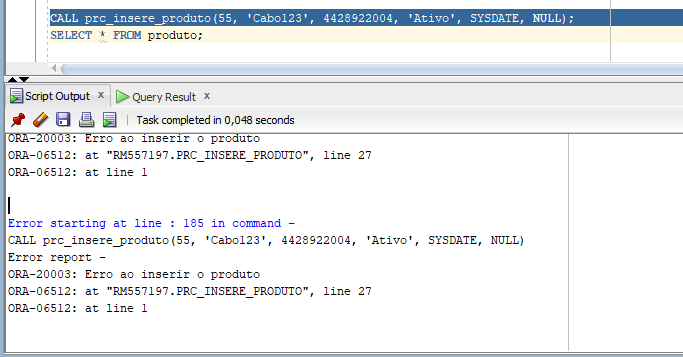 CALL prc_insere_produto(55, 'Cabo123', 4428922004, 'Ativo', SYSDATE, NULL);
SELECT * FROM produto;
Script Output x
Query Result x
Task completed in 0,048 seconds
ORA-20003: Erro ao inserir o produto
ORA-06512: at "RM557197.PRC_INSERE_PRODUTO", line 27
ORA-06512: at line 1
Error starting at line : 185 in command -
CALL prc_insere_produto(55, 'Cabo123', 4428922004, 'Ativo', SYSDATE, NULL)
Error report -
ORA-20003: Erro ao inserir o produto
ORA-06512: at "RM557197.PRC_INSERE_PRODUTO", line 27
ORA-06512: at line 1